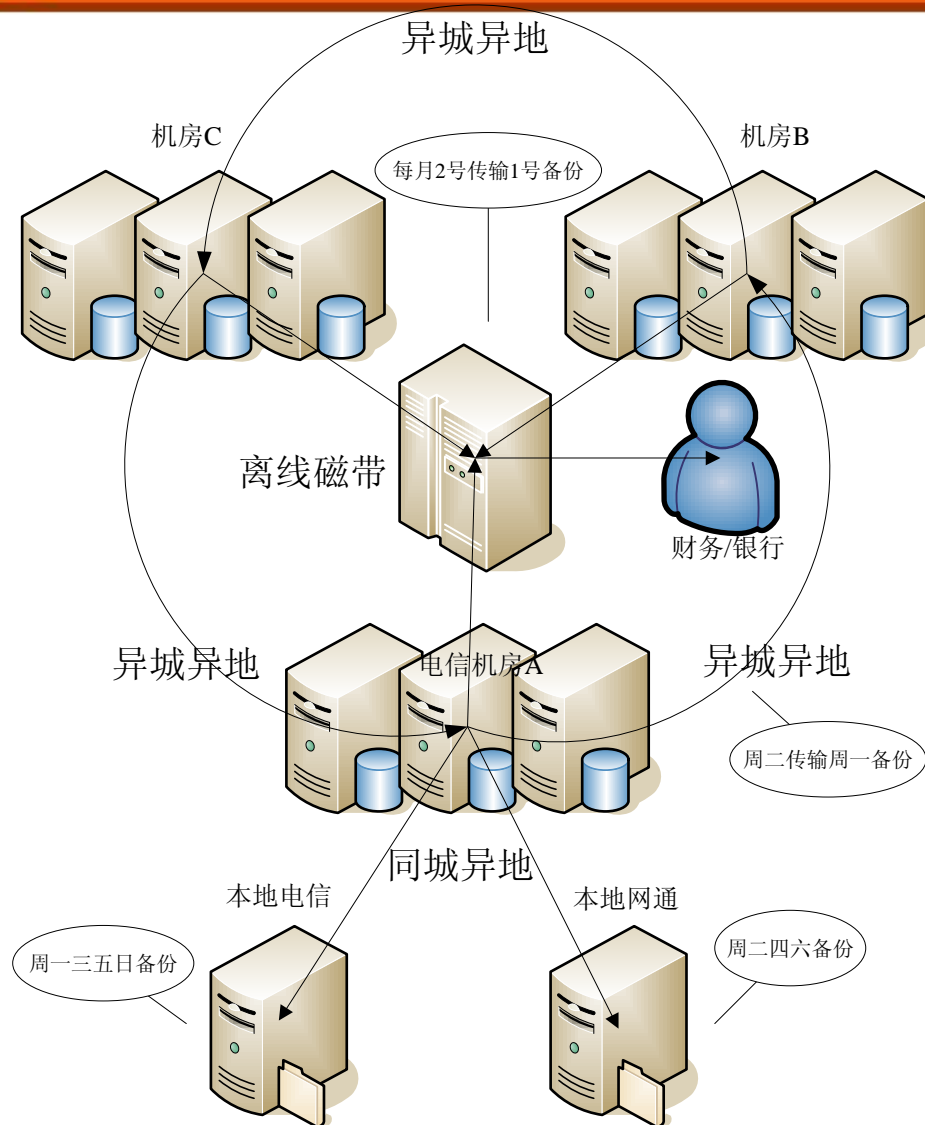 异城异地
机房C
机房B
每月2号传输1号备份
离线磁带
财务/银行
异城异地
电信机房A
异城异地
周二传输周一备份
同城异地
本地电信
本地网通
周一三五日备份
周二四六备份